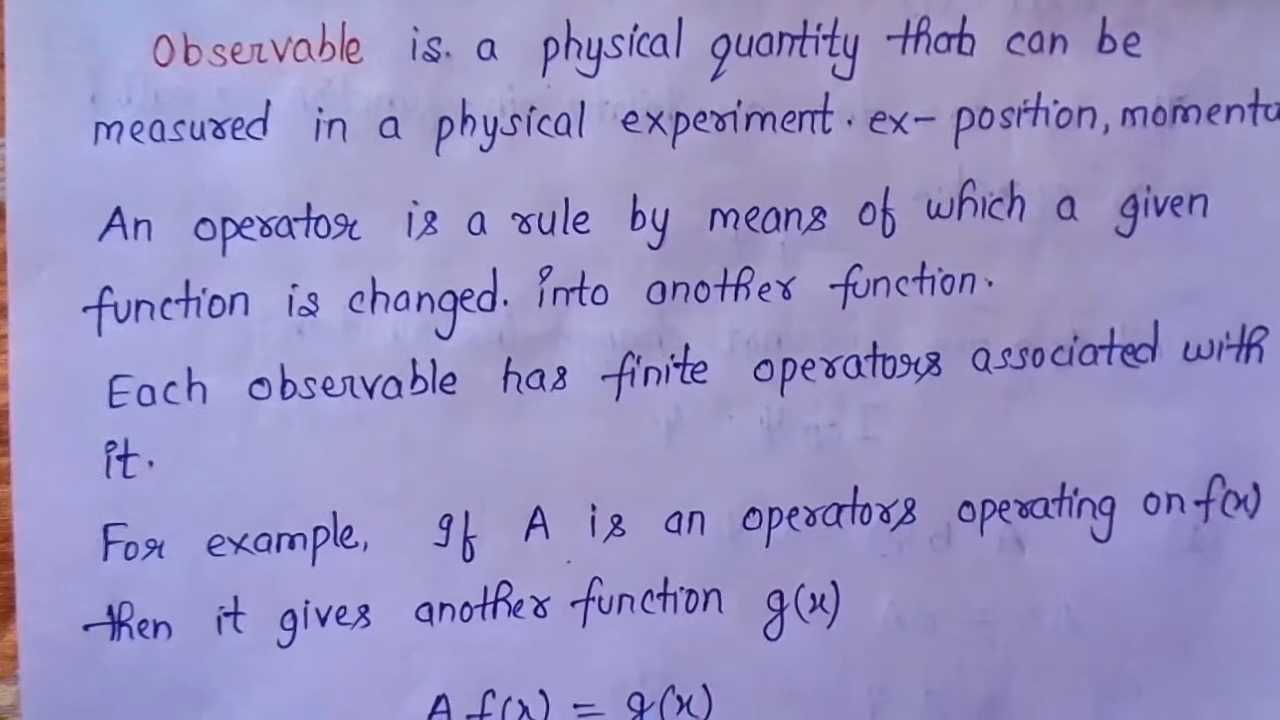 Observable is a physical quantity that can be
measured in a physical experiment. ex- position, momentu
An operator is a rule by means of which a given
function is changed. into another function.
Each observable has finite operators associated with
it.
For example, If A is an operators operating on f(x)
then it gives another function g(x)
A f(x) = g(x)